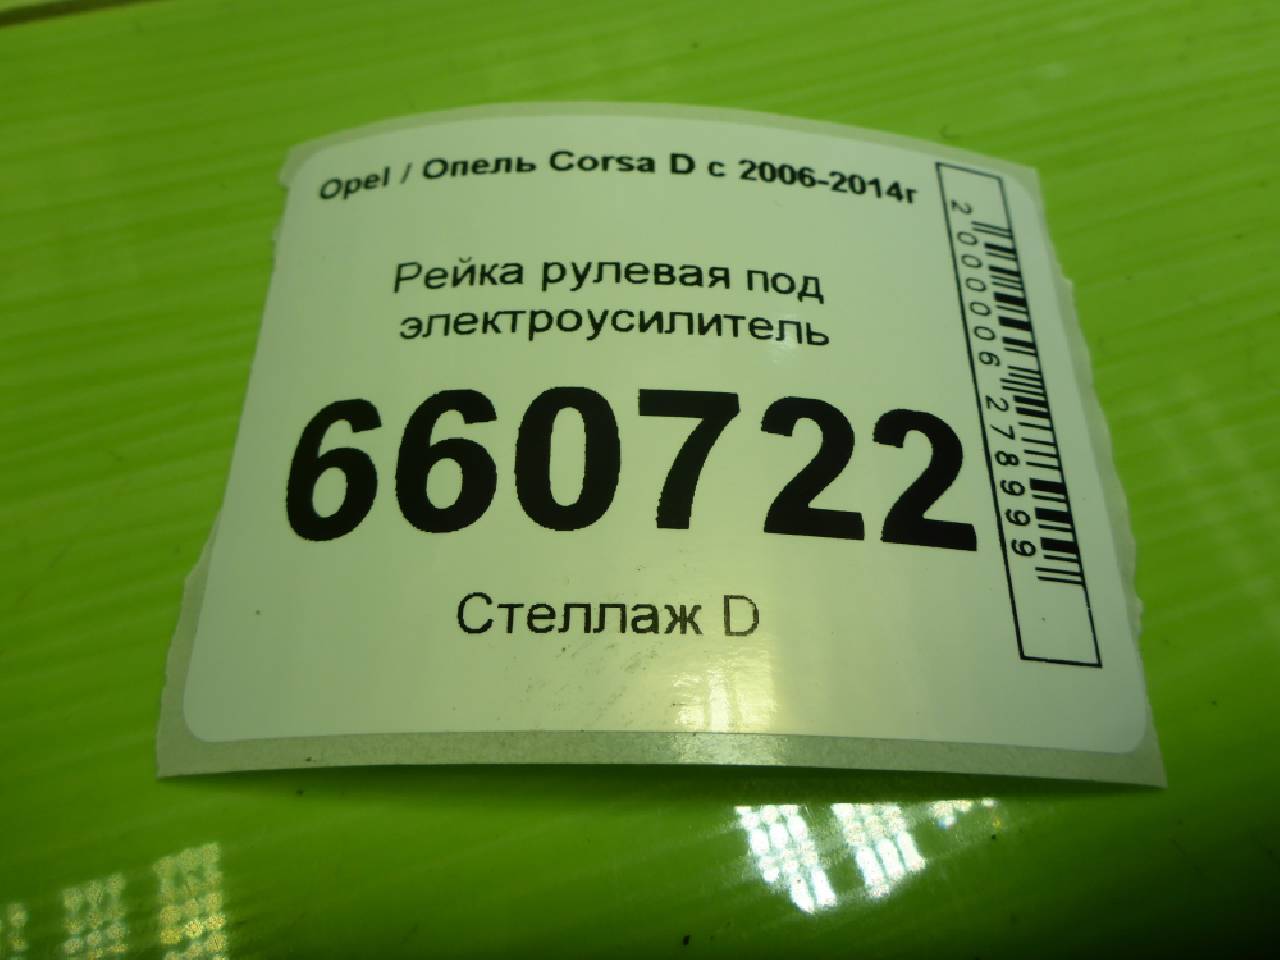 Opel / Опель Corsa D с 2006-2014г
Рейка рулевая под
электроусилитель
660722
Стеллаж D
2000006278999